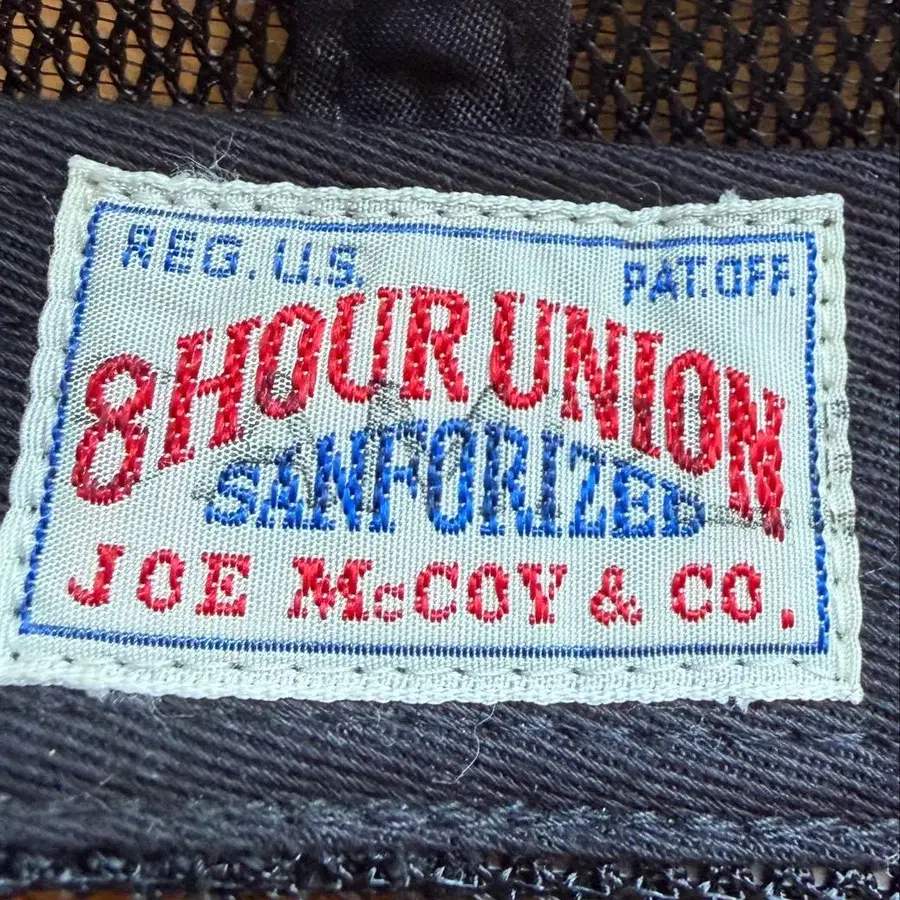 REG. U.S. PAT. OFF.
8 HOUR UNION
SANFORIZED
JOE McCOY & CO.